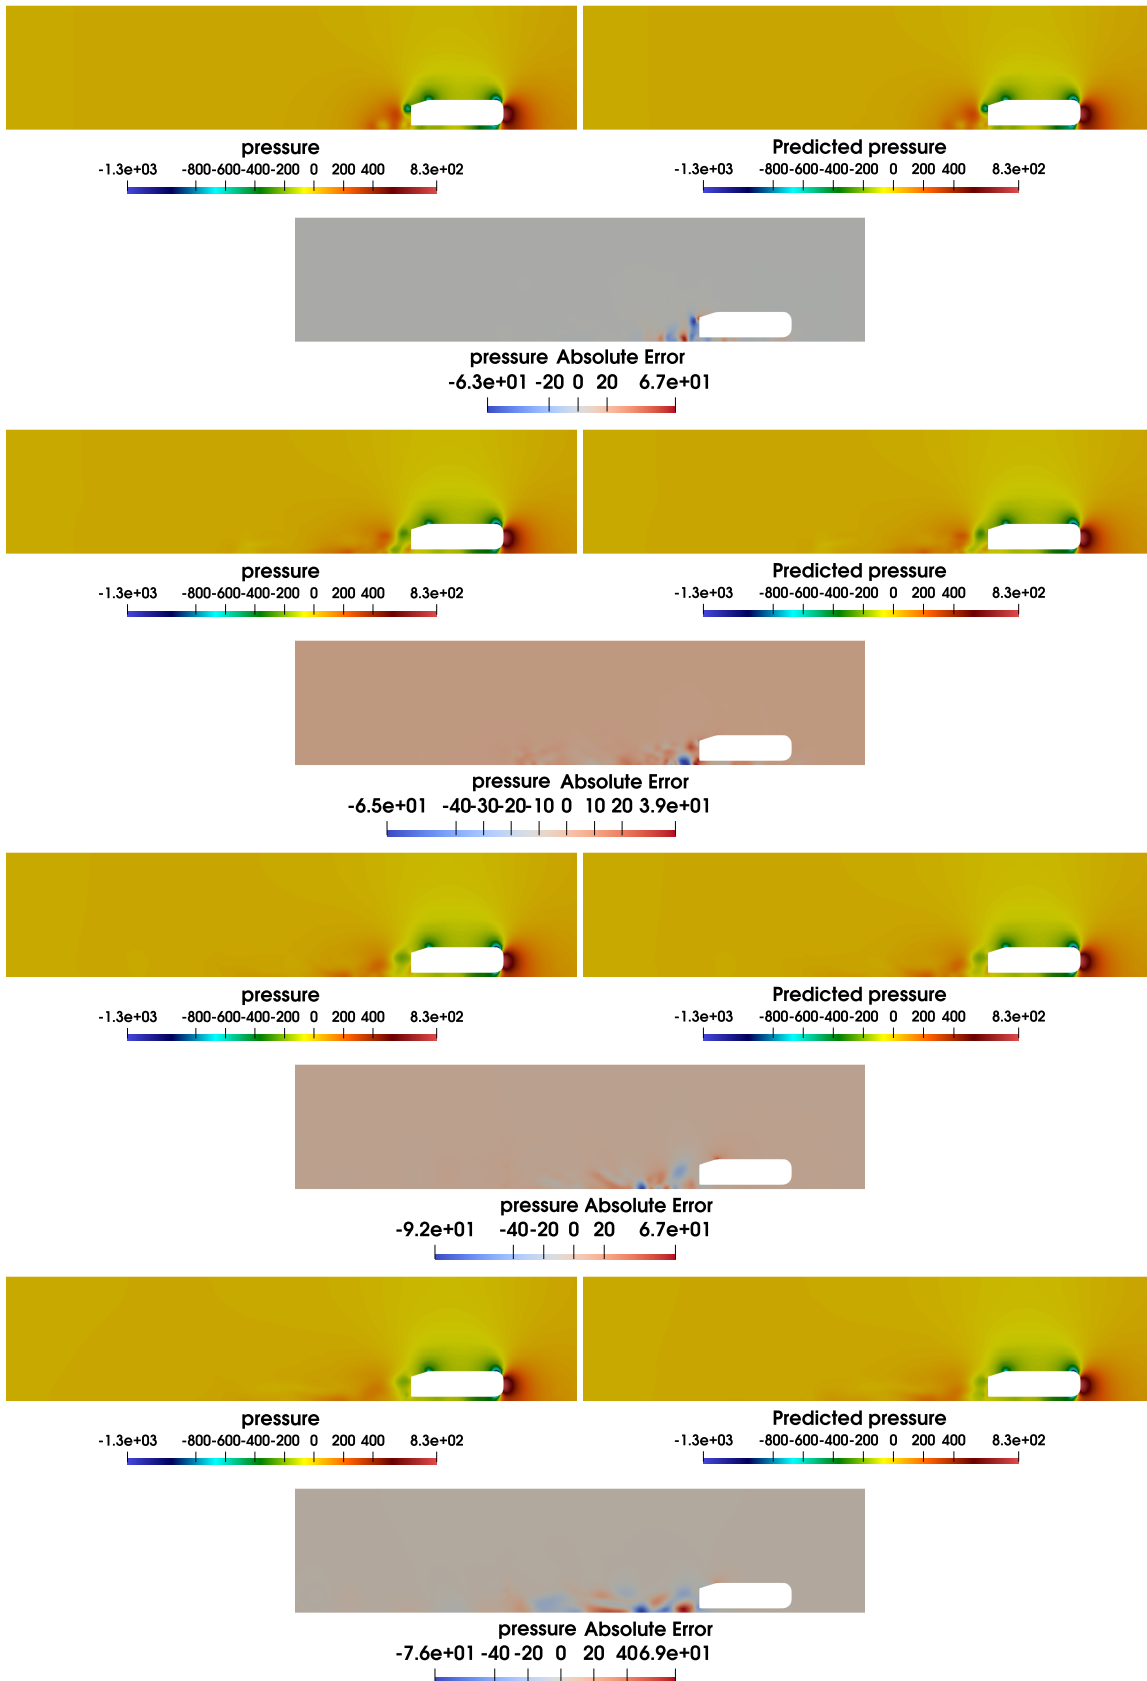 pressure
-1.3e+03 -800-600-400-200 0 200 400 8.3e+02
Predicted pressure
-1.3e+03 -800-600-400-200 0 200 400 8.3e+02
pressure Absolute Error
-6.3e+01 -20 0 20 6.7e+01
pressure
-1.3e+03 -800-600-400-200 0 200 400 8.3e+02
Predicted pressure
-1.3e+03 -800-600-400-200 0 200 400 8.3e+02
pressure Absolute Error
-6.5e+01 -40-30-20-10 0 10 20 3.9e+01
pressure
-1.3e+03 -800-600-400-200 0 200 400 8.3e+02
Predicted pressure
-1.3e+03 -800-600-400-200 0 200 400 8.3e+02
pressure Absolute Error
-9.2e+01 -40-20 0 20 6.7e+01
pressure
-1.3e+03 -800-600-400-200 0 200 400 8.3e+02
Predicted pressure
-1.3e+03 -800-600-400-200 0 200 400 8.3e+02
pressure Absolute Error
-7.6e+01 -40 -20 0 20 406.9e+01